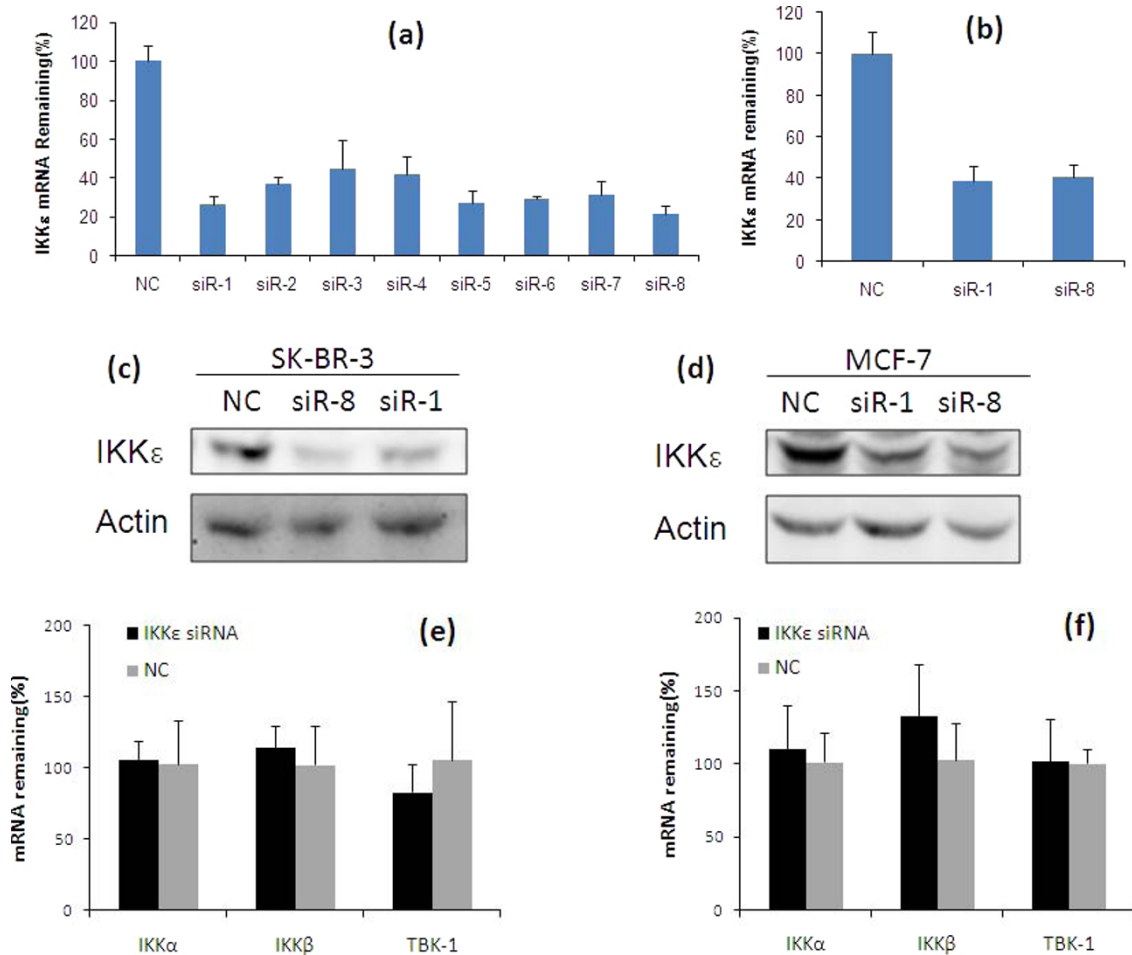 (a)
IKKε mRNA Remaining(%)
120
100
80
60
40
20
0
NC siR-1 siR-2 siR-3 siR-4 siR-5 siR-6 siR-7 siR-8
(b)
IKKε mRNA remaining(%)
120
100
80
60
40
20
0
NC siR-1 siR-8
(c)
SK-BR-3
NC siR-8 siR-1
IKKε
Actin
(d)
MCF-7
NC siR-1 siR-8
IKKε
Actin
(e)
mRNA remaining(%)
200
150
100
50
0
IKKε siRNA
NC
IKKα IKKβ TBK-1
(f)
mRNA remaining(%)
200
150
100
50
0
IKKε siRNA
NC
IKKα IKKβ TBK-1